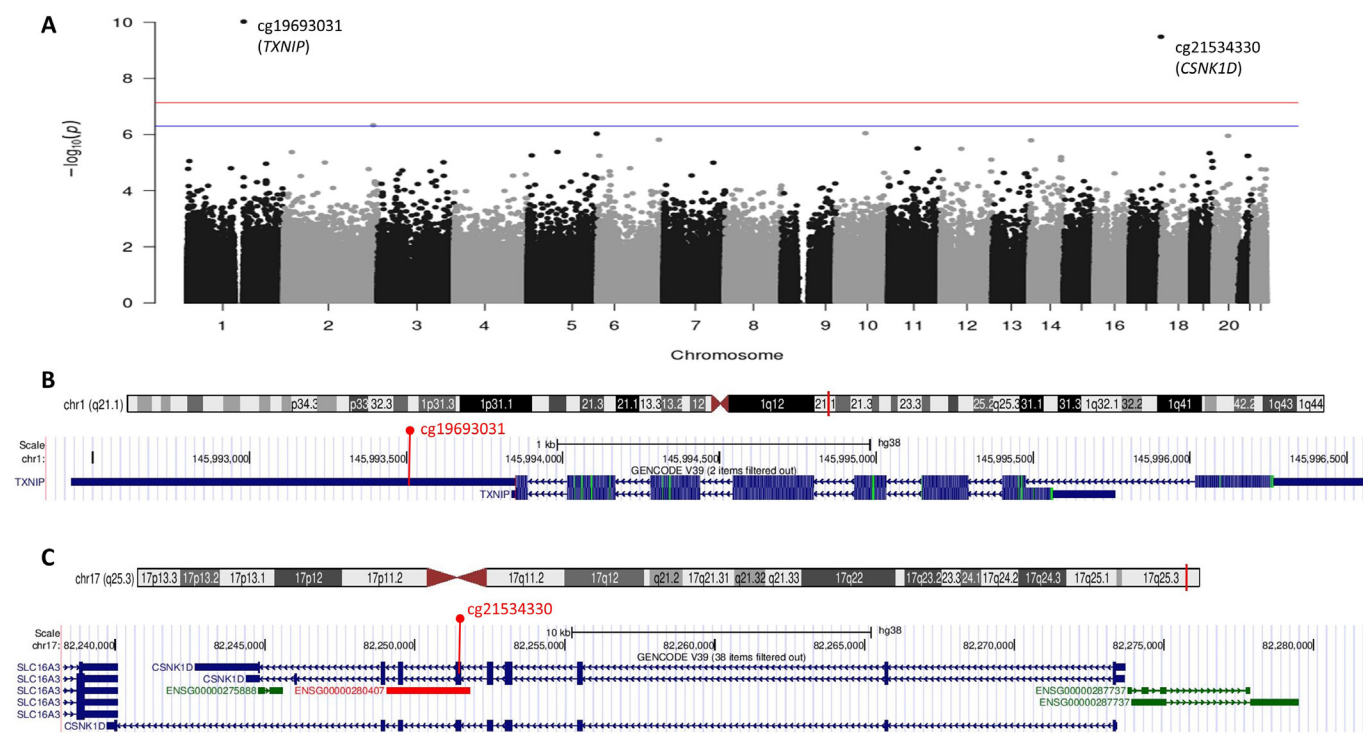 A
10
8
6
4
2
0
-log10(p)
cg19693031
(TXNIP)
cg21534330
(CSNK1D)
1 2 3 4 5 6 7 8 9 10 11 12 13 14 16 18 20
Chromosome
B
chr1 (q21.1)
p34.3 p33 32.3 1p31.3 1p31.1 21.3 21.1 13.3 13.2 12 1q12 21.1 21.3 23.3 25.2 q25.3 31.1 31.3 1q32.1 32.2 1q41 42.2 1q43 1q44
cg19693031
Scale 1 kb hg38
chr1: 145,993,000 145,993,500 145,994,000 145,994,500 145,995,000 145,995,500 145,996,000 145,996,500
GENCODE V39 (2 items filtered out)
TXNIP
TXNIP
C
chr17 (q25.3)
17p13.3 17p13.2 17p13.1 17p12 17p11.2 17q11.2 17q12 q21.2 17q21.31 q21.32 q21.33 17q22 17q23.2 23.3 24.1 17q24.2 17q24.3 17q25.1 17q25.3
cg21534330
Scale 10 kb hg38
chr17: 82,240,000 82,245,000 82,250,000 82,255,000 82,260,000 82,265,000 82,270,000 82,275,000 82,280,000
GENCODE V39 (38 items filtered out)
SLC16A3 CSNK1D
SLC16A3 CSNK1D
SLC16A3 ENSG00000275888 ENSG00000280407 ENSG00000287737
SLC16A3 ENSG00000287737
SLC16A3
CSNK1D